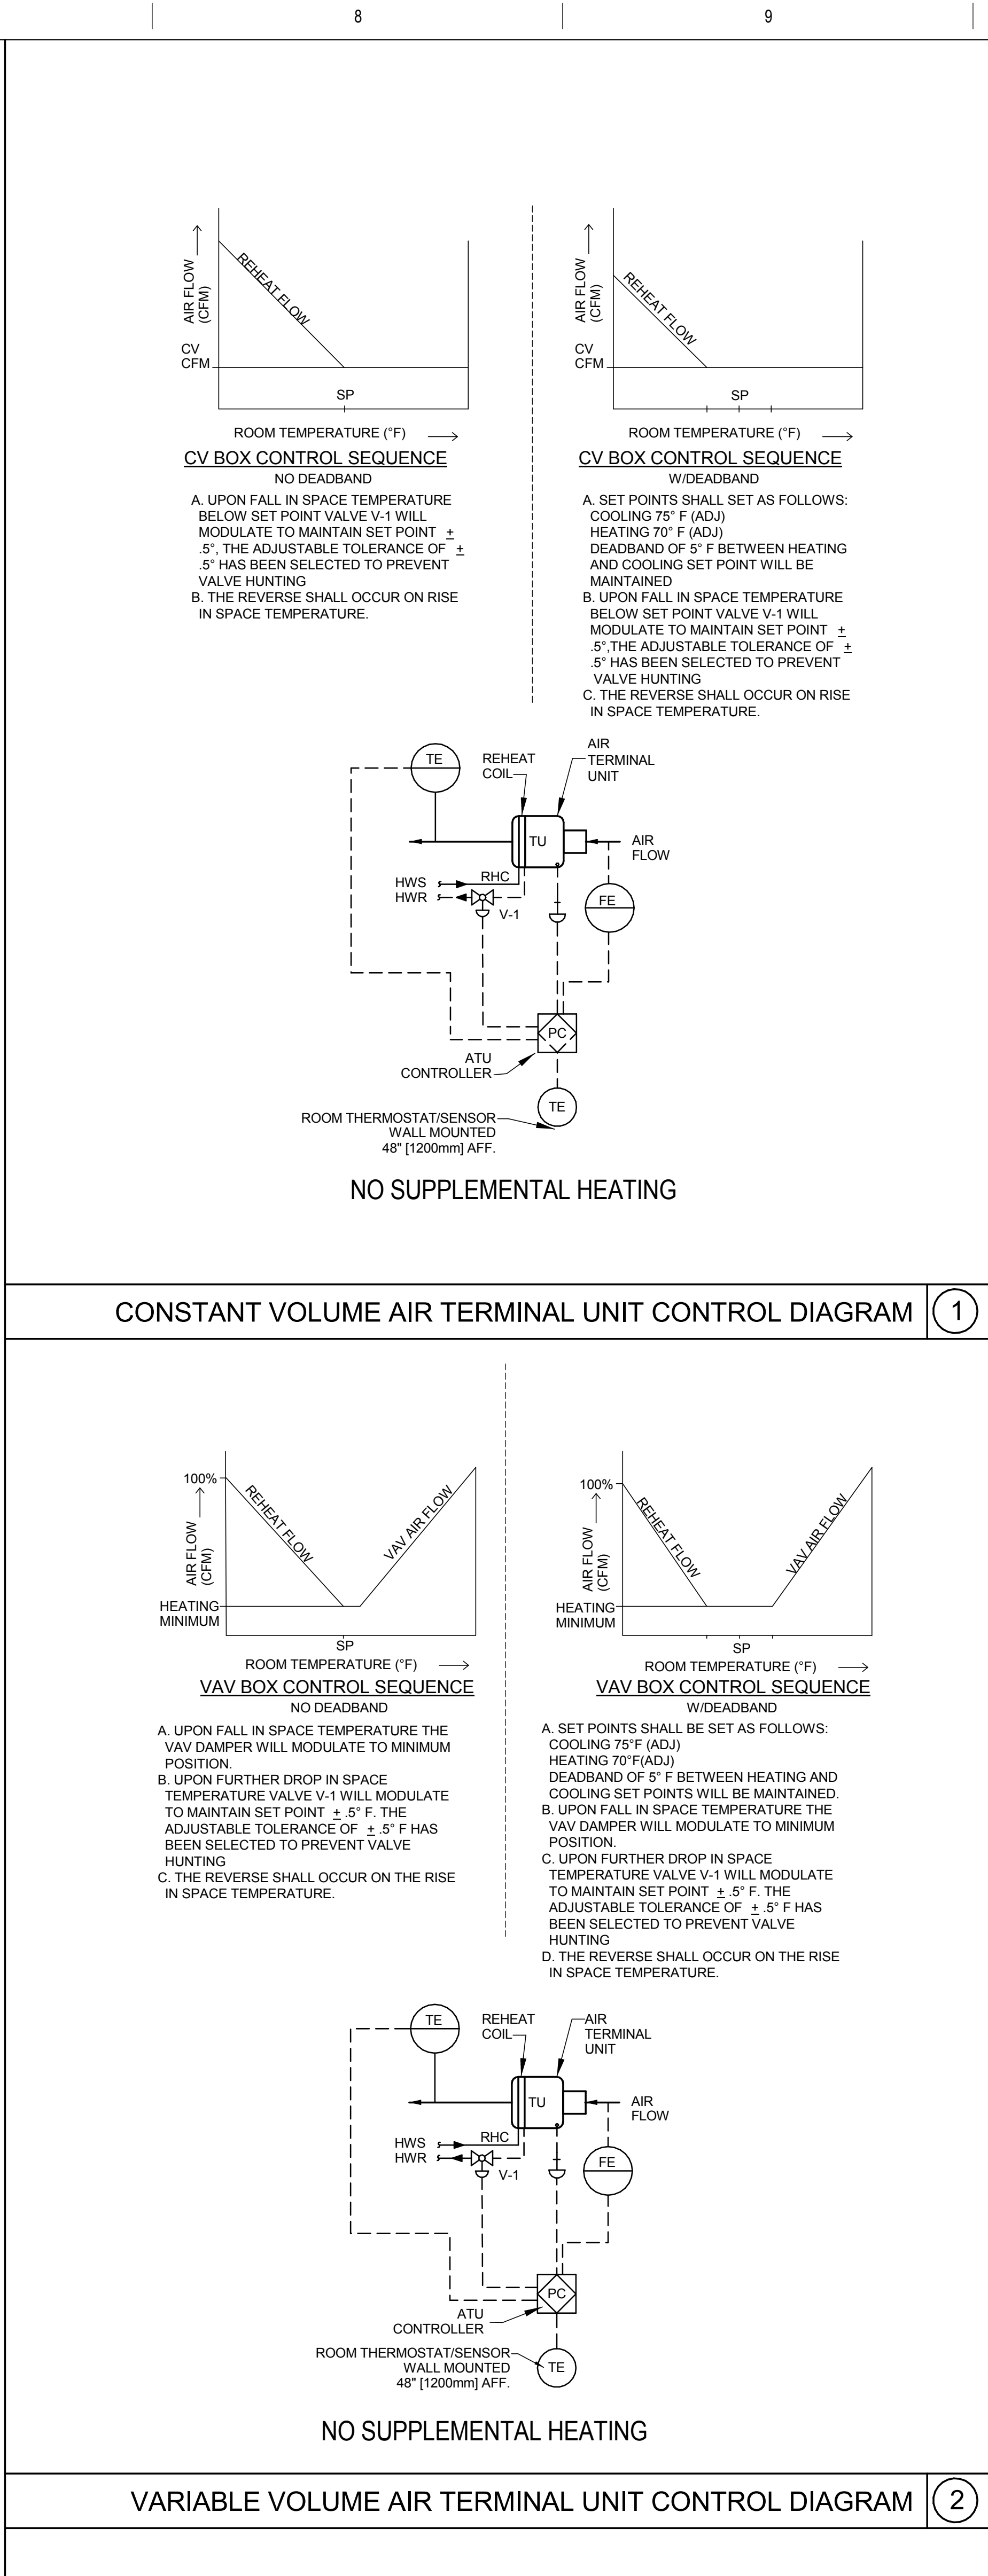 8
9
AIR FLOW
(CFM)
REHEAT FLOW
CV
CFM
SP
ROOM TEMPERATURE (°F)
CV BOX CONTROL SEQUENCE
NO DEADBAND
A. UPON FALL IN SPACE TEMPERATURE
BELOW SET POINT VALVE V-1 WILL
MODULATE TO MAINTAIN SET POINT ±
.5°, THE ADJUSTABLE TOLERANCE OF ±
.5° HAS BEEN SELECTED TO PREVENT
VALVE HUNTING
B. THE REVERSE SHALL OCCUR ON RISE
IN SPACE TEMPERATURE.
AIR FLOW
(CFM)
REHEAT FLOW
CV
CFM
SP
ROOM TEMPERATURE (°F)
CV BOX CONTROL SEQUENCE
W/DEADBAND
A. SET POINTS SHALL SET AS FOLLOWS:
COOLING 75° F (ADJ)
HEATING 70° F (ADJ)
DEADBAND OF 5° F BETWEEN HEATING
AND COOLING SET POINT WILL BE
MAINTAINED
B. UPON FALL IN SPACE TEMPERATURE
BELOW SET POINT VALVE V-1 WILL
MODULATE TO MAINTAIN SET POINT ±
.5°,THE ADJUSTABLE TOLERANCE OF ±
.5° HAS BEEN SELECTED TO PREVENT
VALVE HUNTING
C. THE REVERSE SHALL OCCUR ON RISE
IN SPACE TEMPERATURE.
TE
REHEAT
COIL
AIR
TERMINAL
UNIT
TU
AIR
FLOW
HWS
RHC
HWR
V-1
FE
PC
ATU
CONTROLLER
TE
ROOM THERMOSTAT/SENSOR
WALL MOUNTED
48" [1200mm] AFF.
NO SUPPLEMENTAL HEATING
CONSTANT VOLUME AIR TERMINAL UNIT CONTROL DIAGRAM
1
100%
AIR FLOW
(CFM)
REHEAT FLOW
VAV AIR FLOW
HEATING
MINIMUM
SP
ROOM TEMPERATURE (°F)
VAV BOX CONTROL SEQUENCE
NO DEADBAND
A. UPON FALL IN SPACE TEMPERATURE THE
VAV DAMPER WILL MODULATE TO MINIMUM
POSITION.
B. UPON FURTHER DROP IN SPACE
TEMPERATURE VALVE V-1 WILL MODULATE
TO MAINTAIN SET POINT ± .5° F. THE
ADJUSTABLE TOLERANCE OF ± .5° F HAS
BEEN SELECTED TO PREVENT VALVE
HUNTING
C. THE REVERSE SHALL OCCUR ON THE RISE
IN SPACE TEMPERATURE.
100%
AIR FLOW
(CFM)
REHEAT FLOW
VAV AIR FLOW
HEATING
MINIMUM
SP
ROOM TEMPERATURE (°F)
VAV BOX CONTROL SEQUENCE
W/DEADBAND
A. SET POINTS SHALL BE SET AS FOLLOWS:
COOLING 75°F (ADJ)
HEATING 70°F(ADJ)
DEADBAND OF 5° F BETWEEN HEATING AND
COOLING SET POINTS WILL BE MAINTAINED.
B. UPON FALL IN SPACE TEMPERATURE THE
VAV DAMPER WILL MODULATE TO MINIMUM
POSITION.
C. UPON FURTHER DROP IN SPACE
TEMPERATURE VALVE V-1 WILL MODULATE
TO MAINTAIN SET POINT ± .5° F. THE
ADJUSTABLE TOLERANCE OF ± .5° F HAS
BEEN SELECTED TO PREVENT VALVE
HUNTING
D. THE REVERSE SHALL OCCUR ON THE RISE
IN SPACE TEMPERATURE.
TE
REHEAT
COIL
AIR
TERMINAL
UNIT
TU
AIR
FLOW
HWS
RHC
HWR
V-1
FE
PC
ATU
CONTROLLER
ROOM THERMOSTAT/SENSOR
WALL MOUNTED
48" [1200mm] AFF.
TE
NO SUPPLEMENTAL HEATING
VARIABLE VOLUME AIR TERMINAL UNIT CONTROL DIAGRAM
2